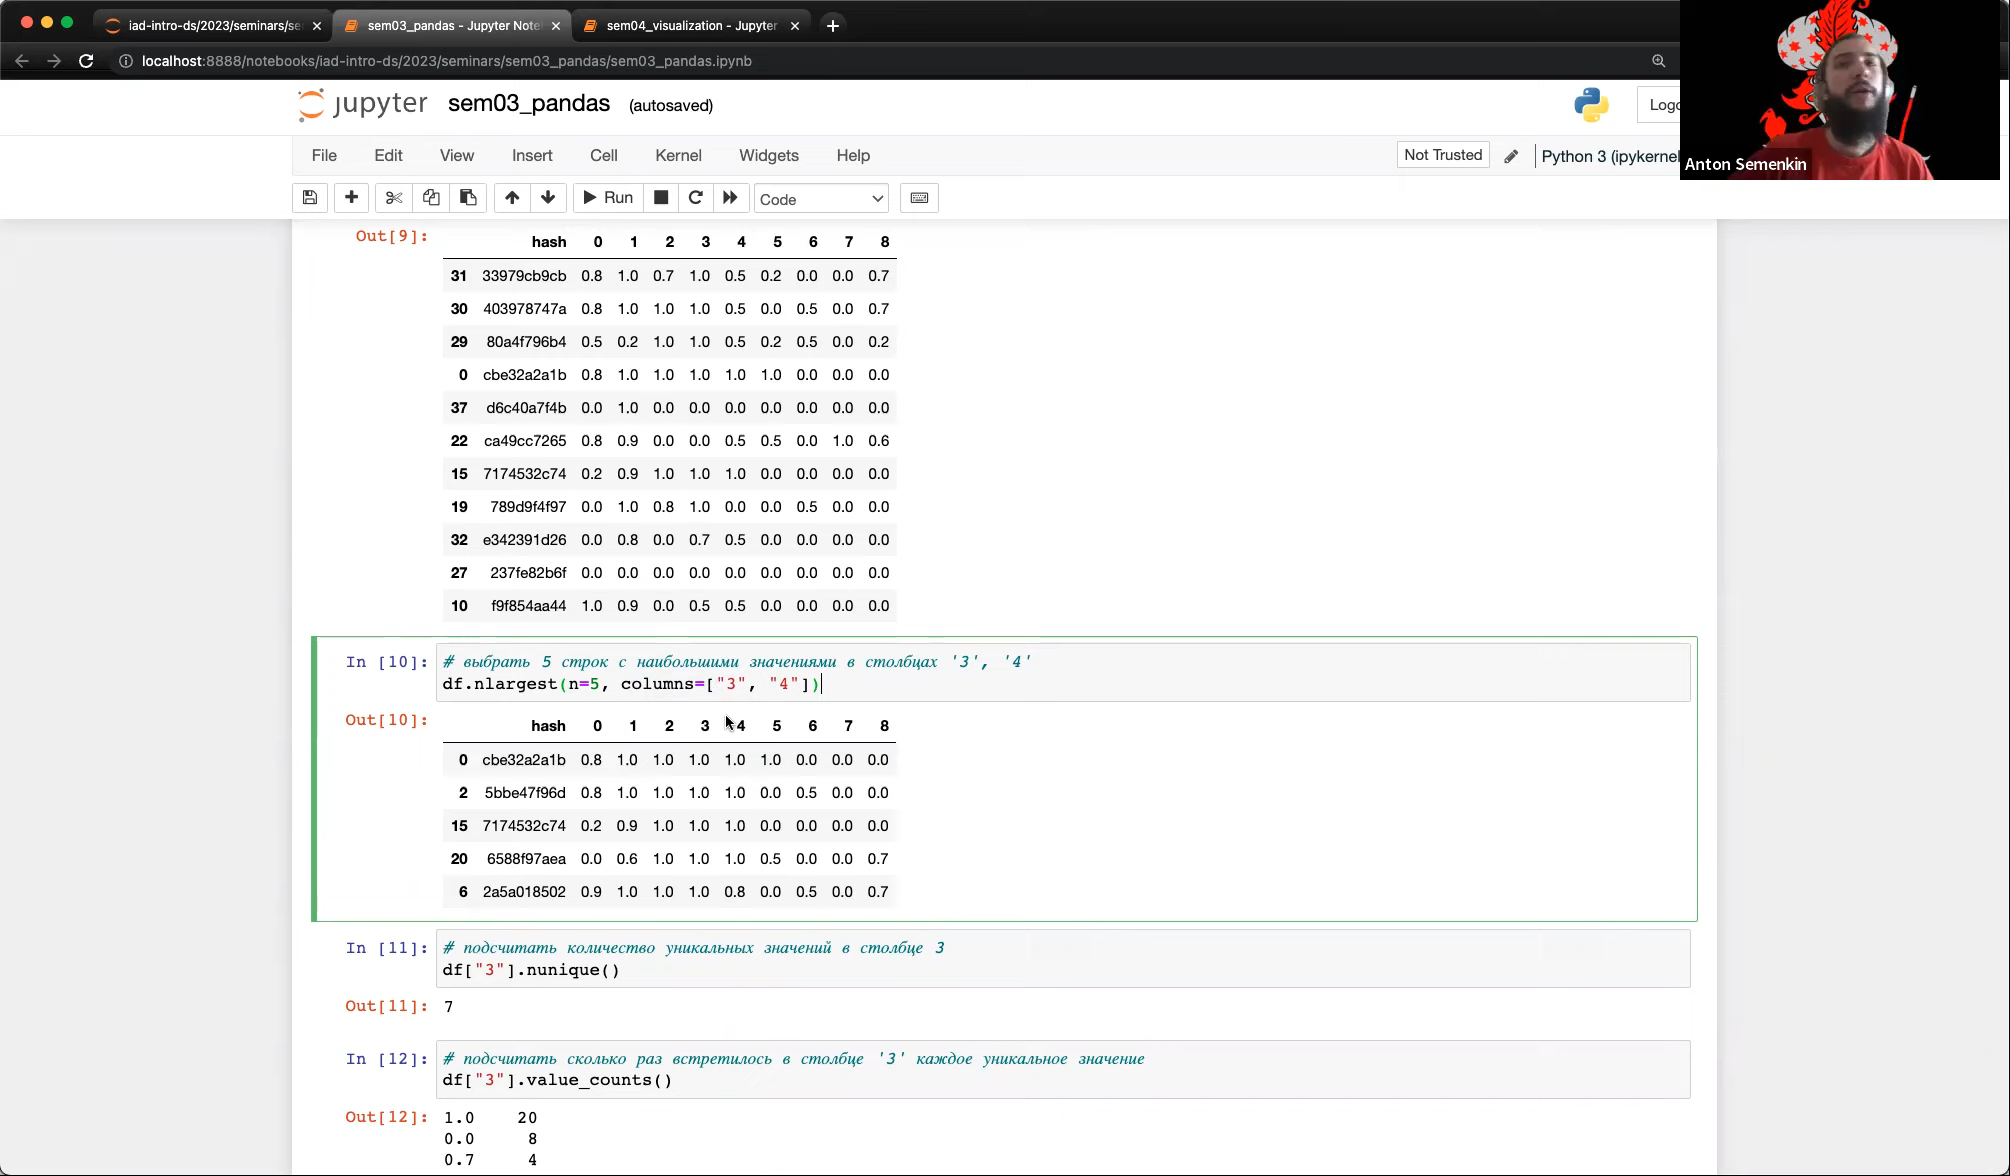 iad-intro-ds/2023/seminars/se
sem03_pandas - Jupyter Note
sem04_visualization - Jupyter
localhost:8888/notebooks/iad-intro-ds/2023/seminars/sem03_pandas/sem03_pandas.ipynb
jupyter sem03_pandas (autosaved)
Logo
Anton Semenkin
File Edit View Insert Cell Kernel Widgets Help
Not Trusted Python 3 (ipykernel
Run Code
Out[9]:
hash 0 1 2 3 4 5 6 7 8
31 33979cb9cb 0.8 1.0 0.7 1.0 0.5 0.2 0.0 0.0 0.7
30 403978747a 0.8 1.0 1.0 1.0 0.5 0.0 0.5 0.0 0.7
29 80a4f796b4 0.5 0.2 1.0 1.0 0.5 0.2 0.5 0.0 0.2
0 cbe32a2a1b 0.8 1.0 1.0 1.0 1.0 1.0 0.0 0.0 0.0
37 d6c40a7f4b 0.0 1.0 0.0 0.0 0.0 0.0 0.0 0.0 0.0
22 ca49cc7265 0.8 0.9 0.0 0.0 0.5 0.5 0.0 1.0 0.6
15 7174532c74 0.2 0.9 1.0 1.0 1.0 0.0 0.0 0.0 0.0
19 789d9f4f97 0.0 1.0 0.8 1.0 0.0 0.0 0.5 0.0 0.0
32 e342391d26 0.0 0.8 0.0 0.7 0.5 0.0 0.0 0.0 0.0
27 237fe82b6f 0.0 0.0 0.0 0.0 0.0 0.0 0.0 0.0 0.0
10 f9f854aa44 1.0 0.9 0.0 0.5 0.5 0.0 0.0 0.0 0.0
In [10]: # выбрать 5 строк с наибольшими значениями в столбцах '3', '4'
df.nlargest(n=5, columns=["3", "4"])
Out[10]:
hash 0 1 2 3 4 5 6 7 8
0 cbe32a2a1b 0.8 1.0 1.0 1.0 1.0 1.0 0.0 0.0 0.0
2 5bbe47f96d 0.8 1.0 1.0 1.0 1.0 0.0 0.5 0.0 0.0
15 7174532c74 0.2 0.9 1.0 1.0 1.0 0.0 0.0 0.0 0.0
20 6588f97aea 0.0 0.6 1.0 1.0 1.0 0.5 0.0 0.0 0.7
6 2a5a018502 0.9 1.0 1.0 1.0 0.8 0.0 0.5 0.0 0.7
In [11]: # подсчитать количество уникальных значений в столбце 3
df["3"].nunique()
Out[11]: 7
In [12]: # подсчитать сколько раз встретилось в столбце '3' каждое уникальное значение
df["3"].value_counts()
Out[12]: 1.0 20
0.0 8
0.7 4